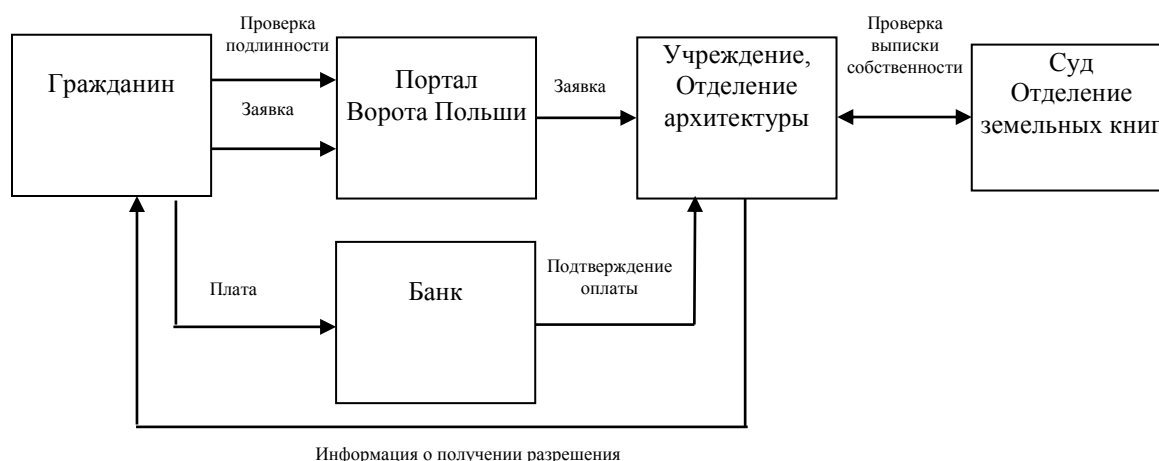 Проверка
подлинности
Гражданин
Заявка
Портал
Ворота Польши
Заявка
Учреждение,
Отделение
архитектуры
Проверка
выписки
собственности
Суд
Отделение
земельных книг
Плата
Банк
Подтверждение
оплаты
Информация о получении разрешения